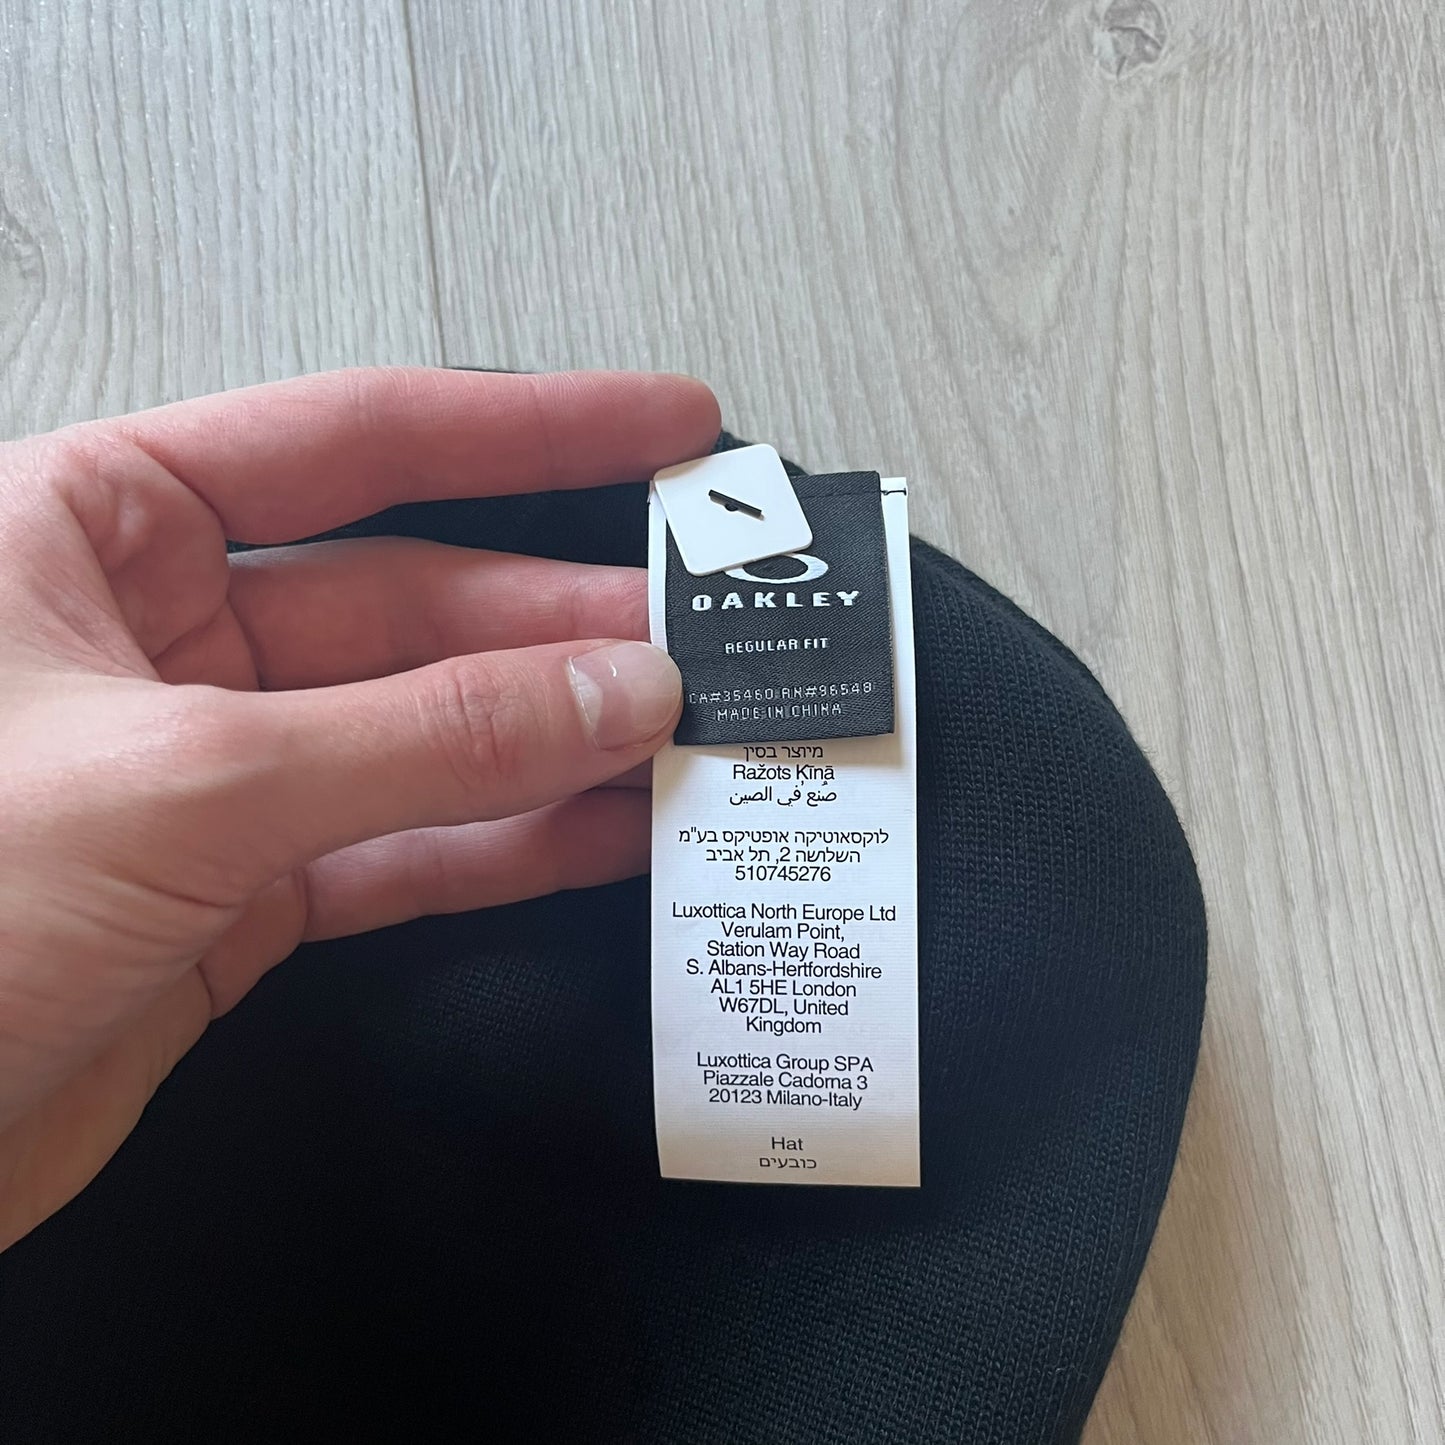 OAKLEY
REGULAR FIT
CA#35460 RN#96548
MADE IN CHINA
מיוצר בסין
Ražots Ķīnā
صُنع في الصين
לוקסאוטיקה אופטיקס בע"מ
השלושה 2, תל אביב
510745276
Luxottica North Europe Ltd
Verulam Point,
Station Way Road
S. Albans-Hertfordshire
AL1 5HE London
W67DL, United
Kingdom
Luxottica Group SPA
Piazzale Cadorna 3
20123 Milano-Italy
Hat
כובעים